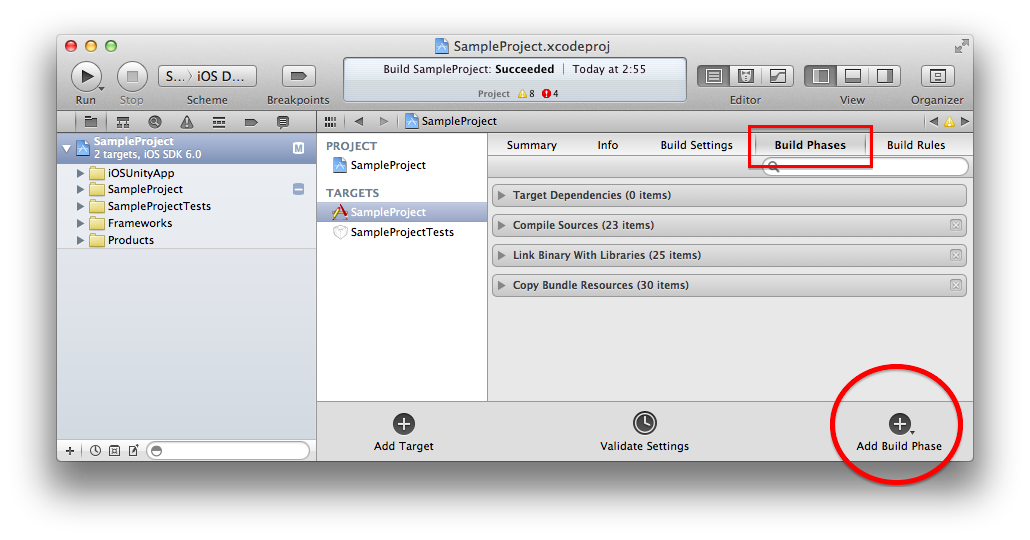 SampleProject.xcodeproj
Run
Stop
S... 〉 iOS D...
Scheme
Breakpoints
Build SampleProject: Succeeded | Today at 2:55
Project 8 4
Editor
View
Organizer
SampleProject
2 targets, iOS SDK 6.0
M
iOSUnityApp
SampleProject
SampleProjectTests
Frameworks
Products
SampleProject
PROJECT
SampleProject
TARGETS
SampleProject
SampleProjectTests
Summary Info Build Settings Build Phases Build Rules
Target Dependencies (0 items)
Compile Sources (23 items)
Link Binary With Libraries (25 items)
Copy Bundle Resources (30 items)
Add Target
Validate Settings
Add Build Phase